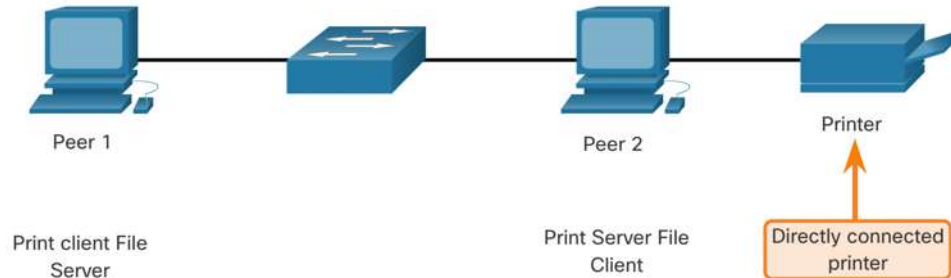 Peer 1
Peer 2
Printer
Print client File
Server
Print Server File
Client
Directly connected
printer